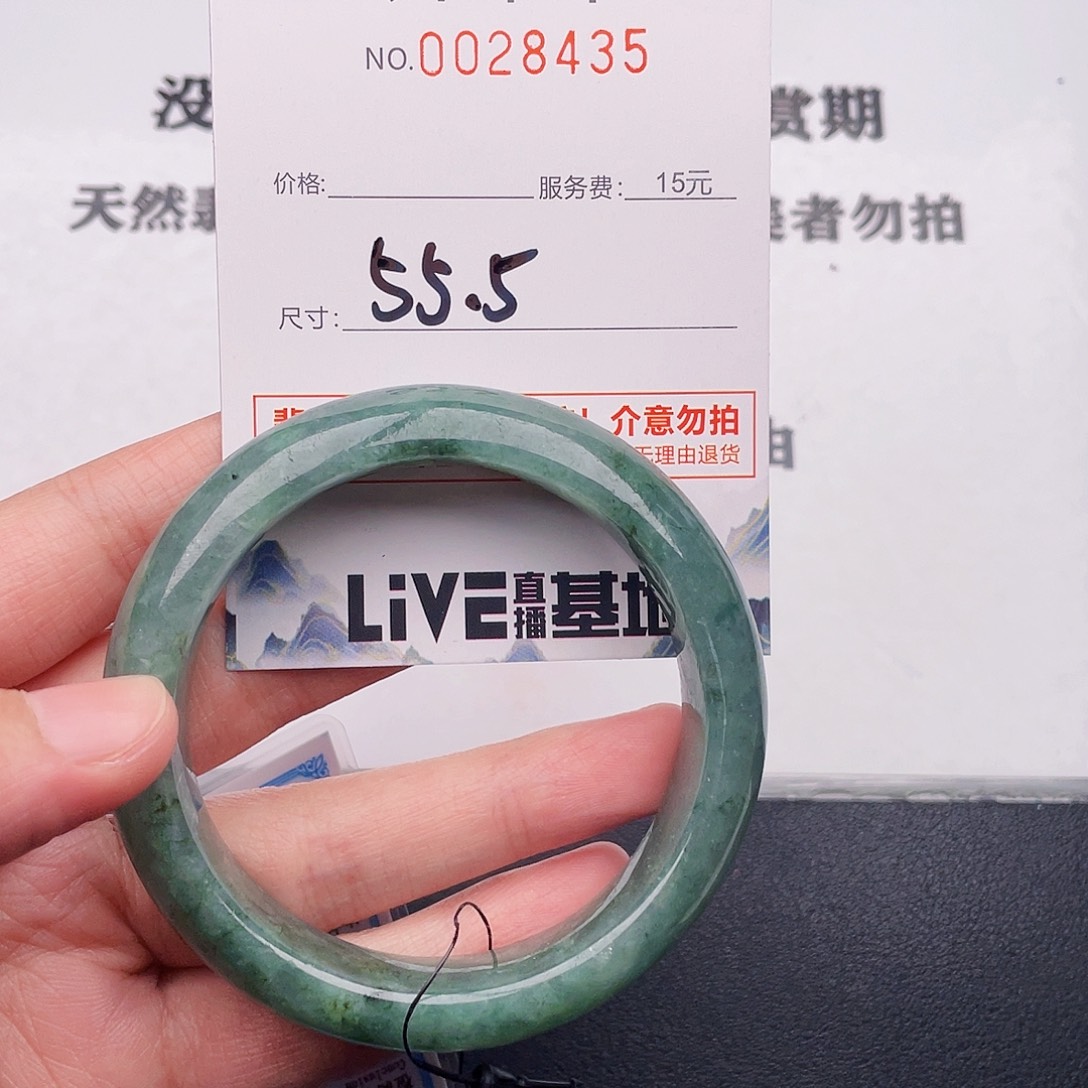 NO.0028435
没 赏期
价格: 服务费: 15元
天然翡 者勿拍
55.5
尺寸:
! 介意勿拍
无理由退货
LiVE直播基地